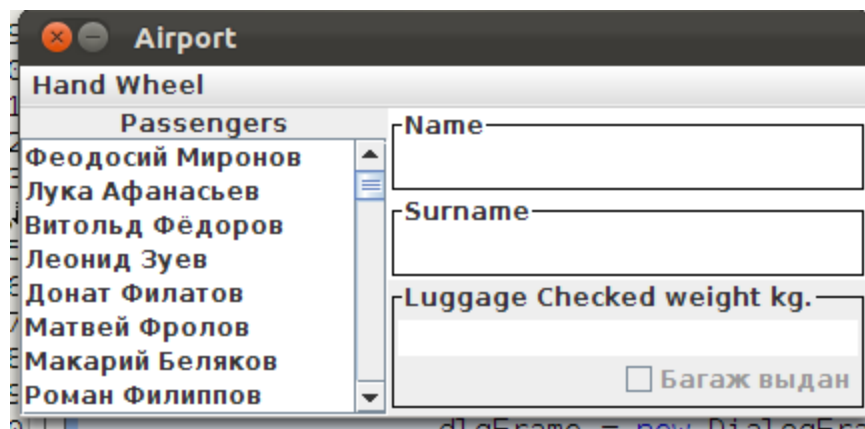 Airport
Hand Wheel
Passengers
Феодосий Миронов
Лука Афанасьев
Витольд Фёдоров
Леонид Зуев
Донат Филатов
Матвей Фролов
Макарий Беляков
Роман Филиппов
Name
Surname
Luggage Checked weight kg.
Багаж выдан
= new